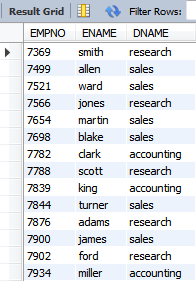 Result Grid Filter Rows:
EMPNO ENAME DNAME
7369 smith research
7499 allen sales
7521 ward sales
7566 jones research
7654 martin sales
7698 blake sales
7782 clark accounting
7788 scott research
7839 king accounting
7844 turner sales
7876 adams research
7900 james sales
7902 ford research
7934 miller accounting